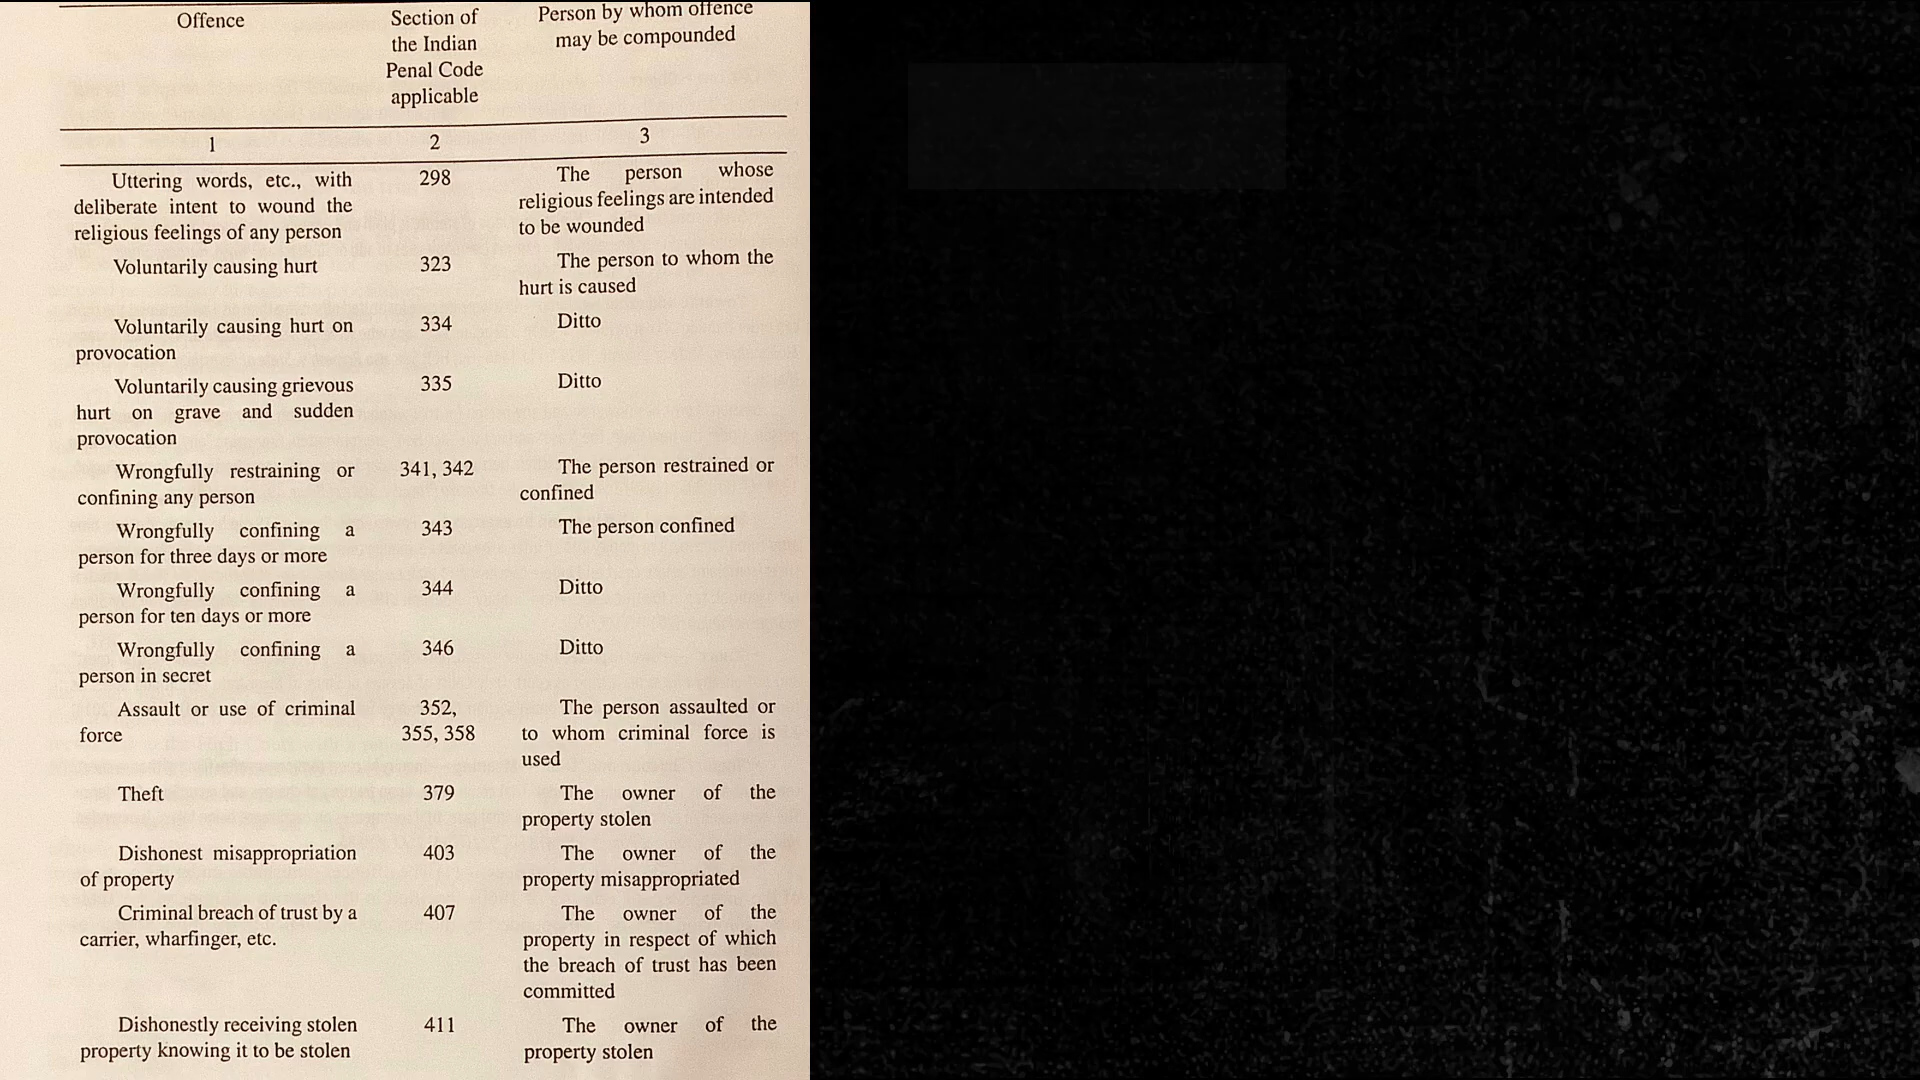 Offence
Section of
the Indian
Penal Code
applicable
Person by whom offence
may be compounded
1
2
3
Uttering words, etc., with
deliberate intent to wound the
religious feelings of any person
298
The person whose
religious feelings are intended
to be wounded
Voluntarily causing hurt
323
The person to whom the
hurt is caused
Voluntarily causing hurt on
provocation
334
Ditto
Voluntarily causing grievous
hurt on grave and sudden
provocation
335
Ditto
Wrongfully restraining or
confining any person
341, 342
The person restrained or
confined
Wrongfully confining a
person for three days or more
343
The person confined
Wrongfully confining a
person for ten days or more
344
Ditto
Wrongfully confining a
person in secret
346
Ditto
Assault or use of criminal
force
352,
355, 358
The person assaulted or
to whom criminal force is
used
Theft
379
The owner of the
property stolen
Dishonest misappropriation
of property
403
The owner of the
property misappropriated
Criminal breach of trust by a
carrier, wharfinger, etc.
407
The owner of the
property in respect of which
the breach of trust has been
committed
Dishonestly receiving stolen
property knowing it to be stolen
411
The owner of the
property stolen